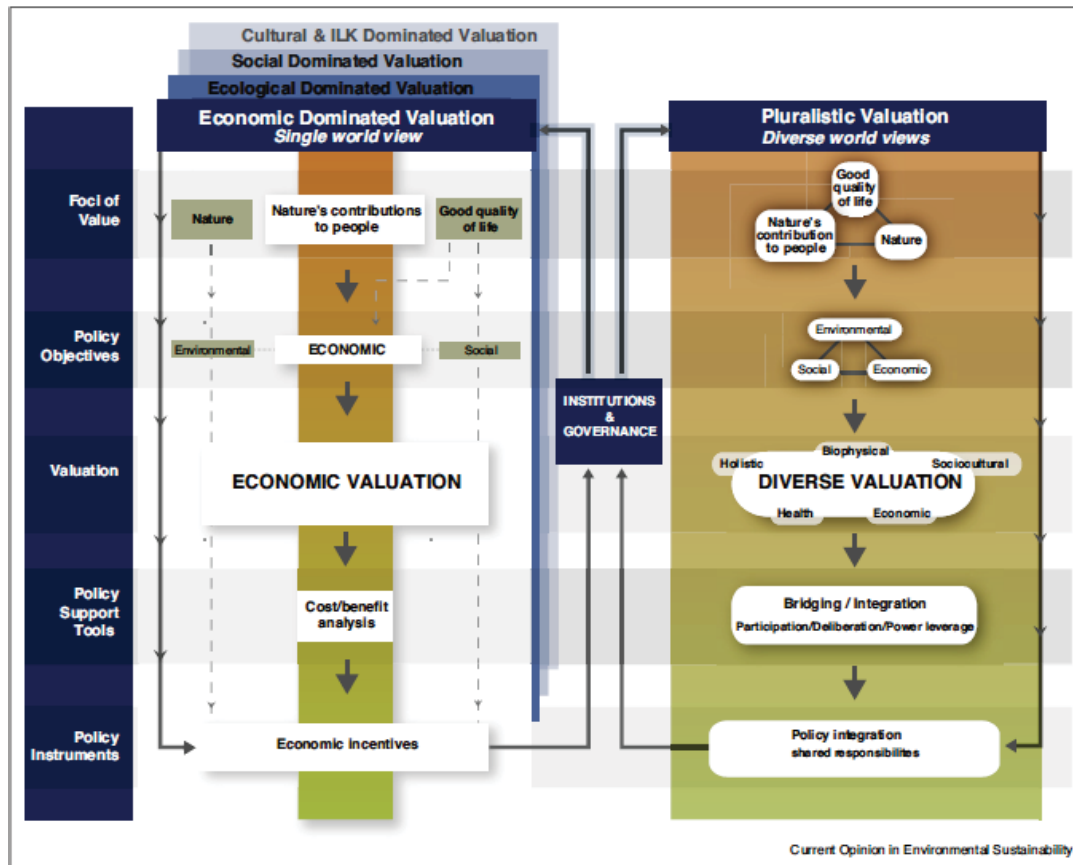 Cultural & ILK Dominated Valuation
Social Dominated Valuation
Ecological Dominated Valuation
Economic Dominated Valuation
Single world view
Pluralistic Valuation
Diverse world views
Foci of
Value
Nature
Nature's contributions
to people
Good quality
of life
Good
quality
of life
Nature's
contribution
to people
Nature
Policy
Objectives
Environmental
ECONOMIC
Social
Environmental
Social
Economic
INSTITUTIONS
&
GOVERNANCE
Valuation
ECONOMIC VALUATION
Biophysical
Holistic
Sociocultural
DIVERSE VALUATION
Health
Economic
Policy
Support
Tools
Cost/benefit
analysis
Bridging / Integration
Participation/Deliberation/Power leverage
Policy
Instruments
Economic incentives
Policy integration
shared responsibilites
Current Opinion in Environmental Sustainability